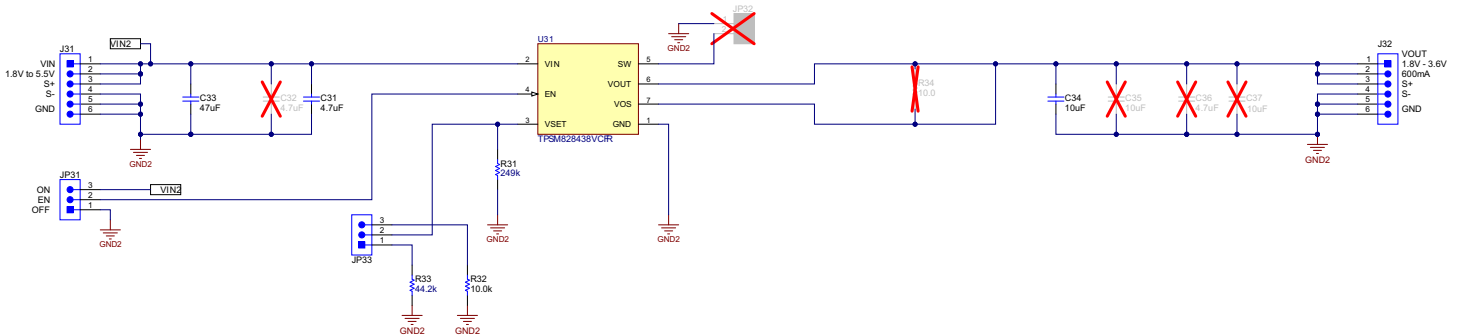 J31
VIN
1.8V to 5.5V
S+
S-
GND
1
2
3
4
5
6
VIN2
GND2
C33
47uF
C32
4.7uF
C31
4.7uF
JP31
ON
EN
OFF
3
2
1
VIN2
GND2
U31
2
VIN
4
EN
3
VSET
SW
5
VOUT
6
VOS
7
GND
1
TPSM828438VCFR
JP32
GND2
R31
249k
GND2
GND2
JP33
3
2
1
R33
44.2k
GND2
R32
10.0k
GND2
R34
10.0
C34
10uF
C35
10uF
C36
4.7uF
C37
10uF
GND2
J32
1
2
3
4
5
6
VOUT
1.8V - 3.6V
600mA
S+
S-
GND